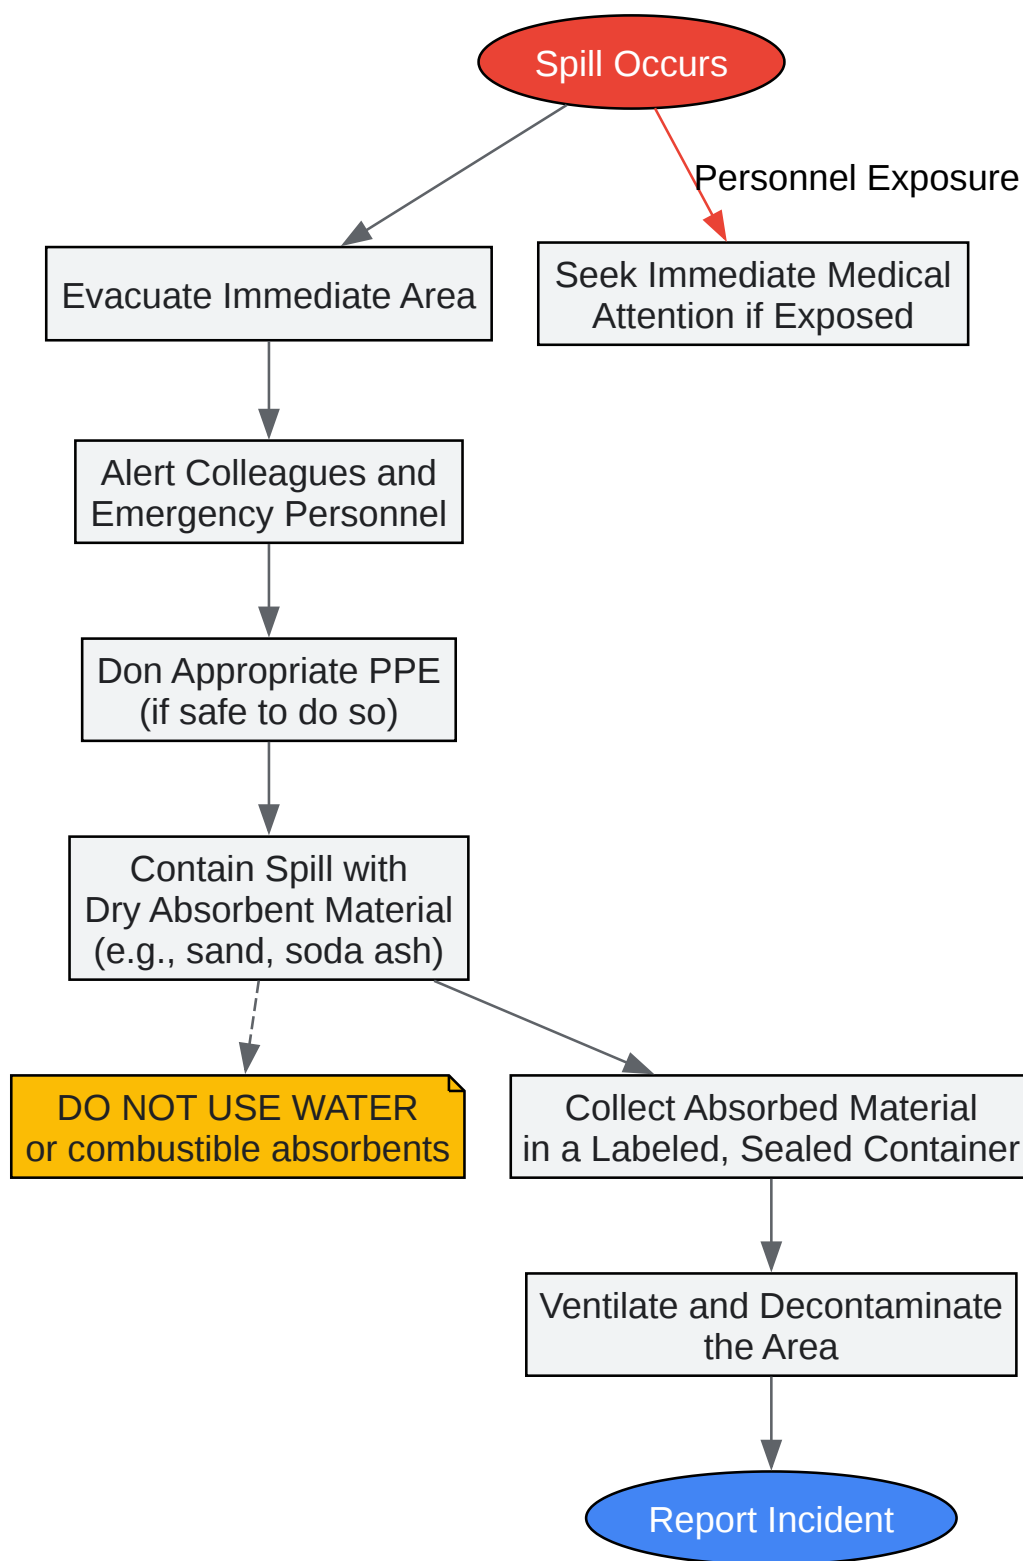 Spill Occurs
Personnel Exposure
Evacuate Immediate Area
Seek Immediate Medical
Attention if Exposed
Alert Colleagues and
Emergency Personnel
Don Appropriate PPE
(if safe to do so)
Contain Spill with
Dry Absorbent Material
(e.g., sand, soda ash)
DO NOT USE WATER
or combustible absorbents
Collect Absorbed Material
in a Labeled, Sealed Container
Ventilate and Decontaminate
the Area
Report Incident